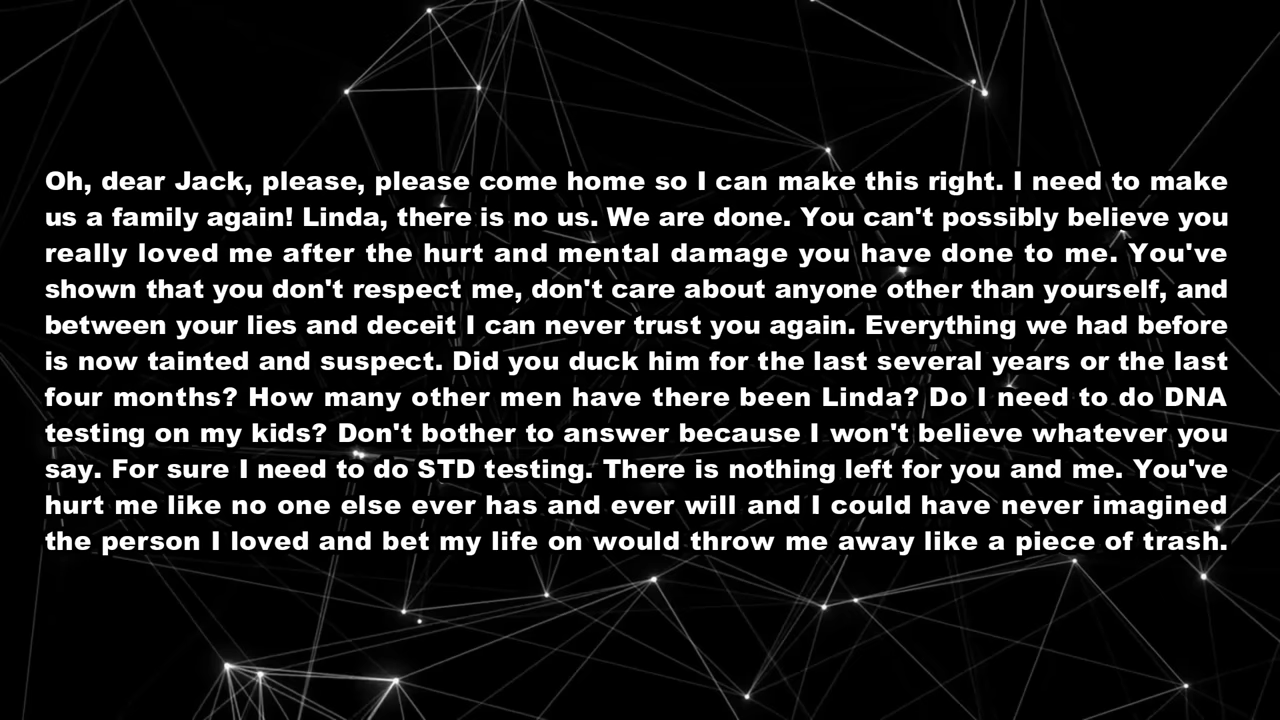 Oh, dear Jack, please, please come home so I can make this right. I need to make
us a family again! Linda, there is no us. We are done. You can't possibly believe you
really loved me after the hurt and mental damage you have done to me. You've
shown that you don't respect me, don't care about anyone other than yourself, and
between your lies and deceit I can never trust you again. Everything we had before
is now tainted and suspect. Did you duck him for the last several years or the last
four months? How many other men have there been Linda? Do I need to do DNA
testing on my kids? Don't bother to answer because I won't believe whatever you
say. For sure I need to do STD testing. There is nothing left for you and me. You've
hurt me like no one else ever has and ever will and I could have never imagined
the person I loved and bet my life on would throw me away like a piece of trash.